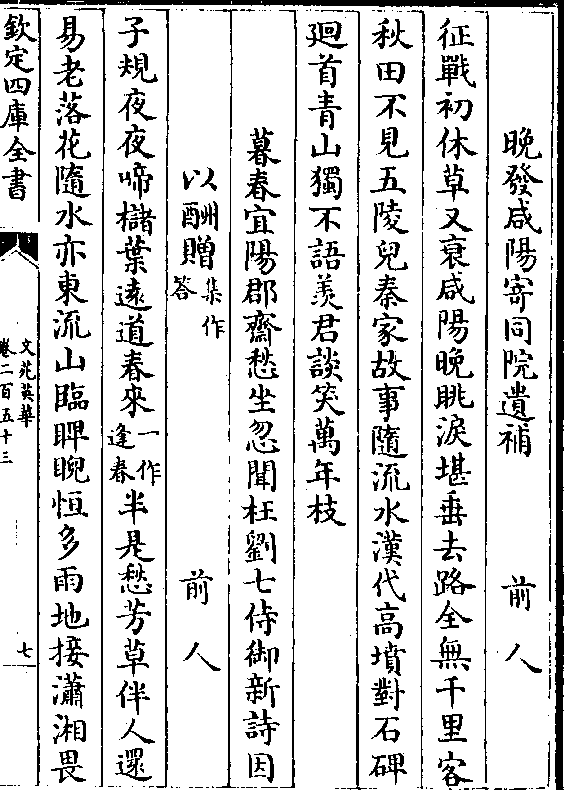 晚發咸陽寄同院遺補　前人
征戰初休草又衰咸陽晚眺淚堪垂去路全無千里客
秋田不見五陵兒秦家故事隨流水漢代高墳對石碑
廻首青山獨不語羨君談笑萬年枝
暮春宜陽郡齋愁坐忽聞枉劉七侍御新詩因
以酬贈集作答　前人
子規夜夜啼櫧葉遠道春來一作逢春半是愁芳草伴人還
易老落花隨水亦東流山臨睥睨恒多雨地接瀟湘畏
欽定四庫全書
文苑英華
卷二百五十三
七